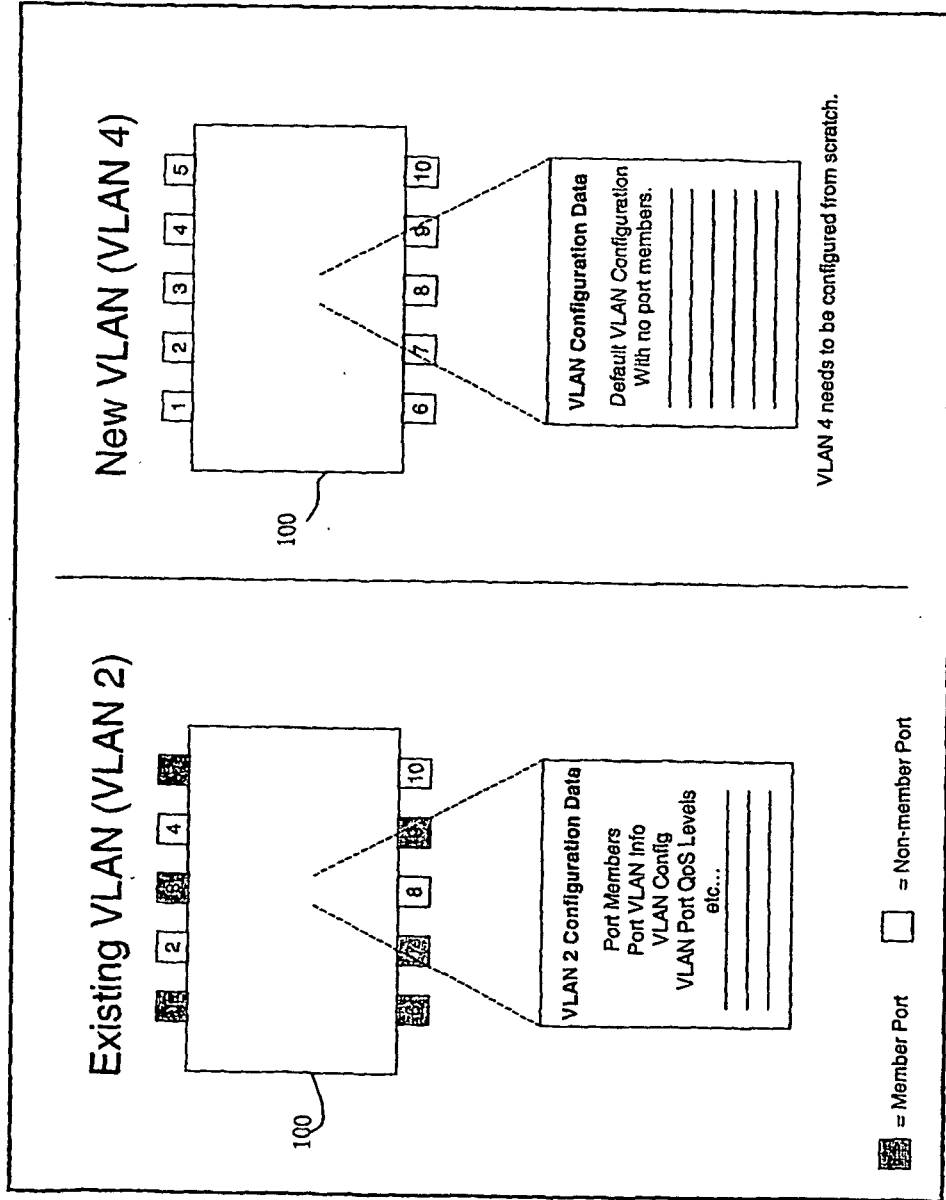 Existing VLAN (VLAN 2)
2
4
8
10
100
VLAN 2 Configuration Data
Port Members
Port VLAN Info
VLAN Config
VLAN Port QoS Levels
etc...
= Member Port
= Non-member Port
New VLAN (VLAN 4)
1
2
3
4
5
6
7
8
9
10
100
VLAN Configuration Data
Default VLAN Configuration
With no port members.
VLAN 4 needs to be configured from scratch.